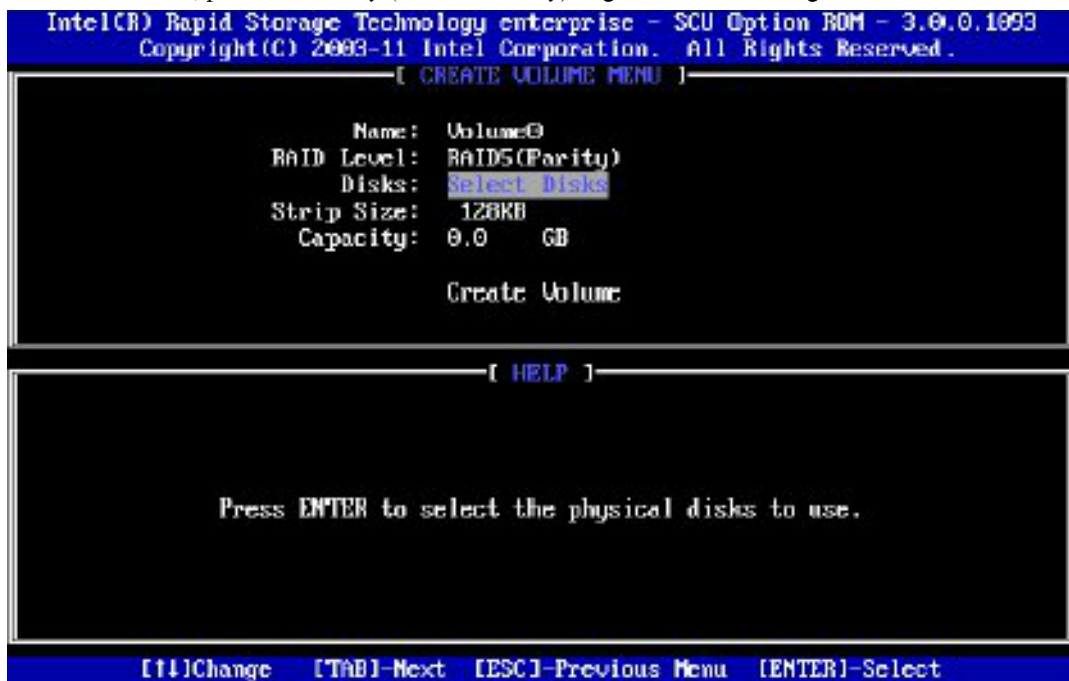 Intel(R) Rapid Storage Technology enterprise - SCU Option ROM - 3.0.0.1093
Copyright(C) 2003-11 Intel Corporation. All Rights Reserved.
[ CREATE VOLUME MENU ]
Name: Volume0
RAID Level: RAID5(Parity)
Disks: Select Disks
Strip Size: 128KB
Capacity: 0.0 GB
Create Volume
[ HELP ]
Press ENTER to select the physical disks to use.
[↑↓]Change [TAB]-Next [ESC]-Previous Menu [ENTER]-Select